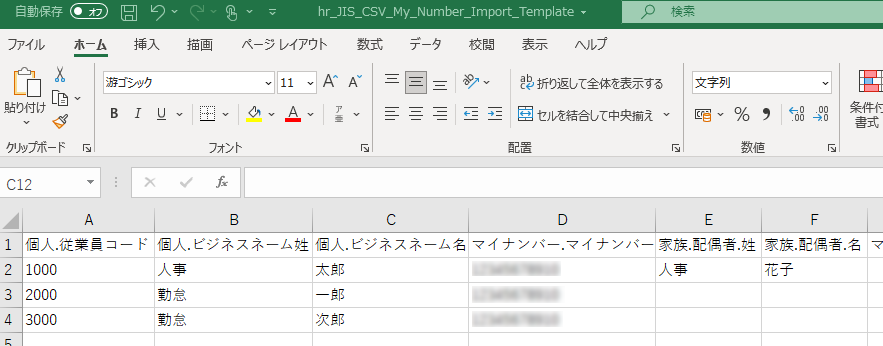 自動保存 オフ hr_JIS_CSV_My_Number_Import_Template 検索
ファイル ホーム 挿入 描画 ページ レイアウト 数式 データ 校閲 表示 ヘルプ
貼り付け 游ゴシック 11 A A ab 折り返して全体を表示する 文字列 条件付
B I U A ア 亜 セルを結合して中央揃え % 書式
クリップボード フォント 配置 数値
C12 fx
A B C D E F
1 個人.従業員コード 個人.ビジネスネーム姓 個人.ビジネスネーム名 マイナンバー.マイナンバー 家族.配偶者.姓 家族.配偶者.名 マ
2 1000 人事 太郎 人事 花子
3 2000 勤怠 一郎
4 3000 勤怠 次郎
5